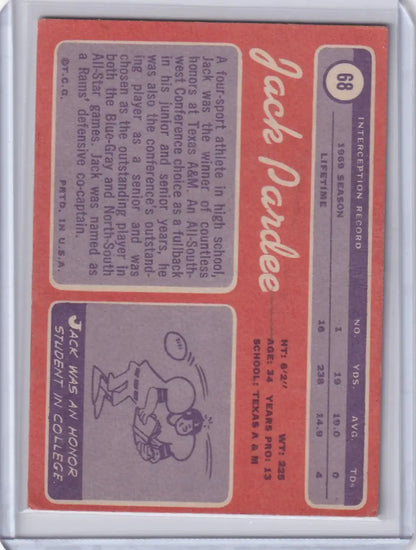 68
INTERCEPTION RECORD
NO. YDS. AVG. TDs
1969 SEASON 1 19 19.0 0
LIFETIME 16 238 14.9 4
Jack Pardee
HT: 6'2" WT: 225
AGE: 34 YEARS PRO: 13
SCHOOL: TEXAS A & M
A four-sport athlete in high school,
Jack was the winner of countless
honors at Texas A&M. An All-South-
west Conference choice as a fullback
in his junior and senior years, he
was also the conference's outstand-
ing player as a senior and was
chosen as the outstanding player in
both the Blue-Gray and North-South
All-Star games. Jack was named as
a Rams' defensive co-captain.
©T.C.G. PRTD. IN U.S.A.
JACK WAS AN HONOR
STUDENT IN COLLEGE.